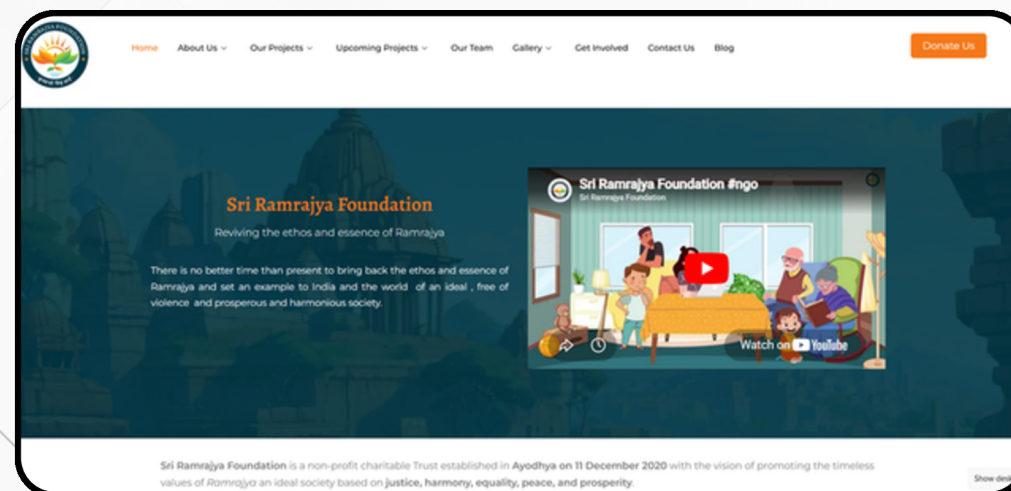 SRI RAMRAJYA FOUNDATION
Home About Us Our Projects Upcoming Projects Our Team Gallery Get Involved Contact Us Blog
Donate Us
Sri Ramrajya Foundation
Reviving the ethos and essence of Ramrajya
There is no better time than present to bring back the ethos and essence of
Ramrajya and set an example to India and the world of an ideal , free of
violence and prosperous and harmonious society.
Sri Ramrajya Foundation #ngo
Sri Ramrajya Foundation
Watch on YouTube
Sri Ramrajya Foundation is a non-profit charitable Trust established in Ayodhya on 11 December 2020 with the vision of promoting the timeless
values of Ramrajya an ideal society based on justice, harmony, equality, peace, and prosperity.
Show